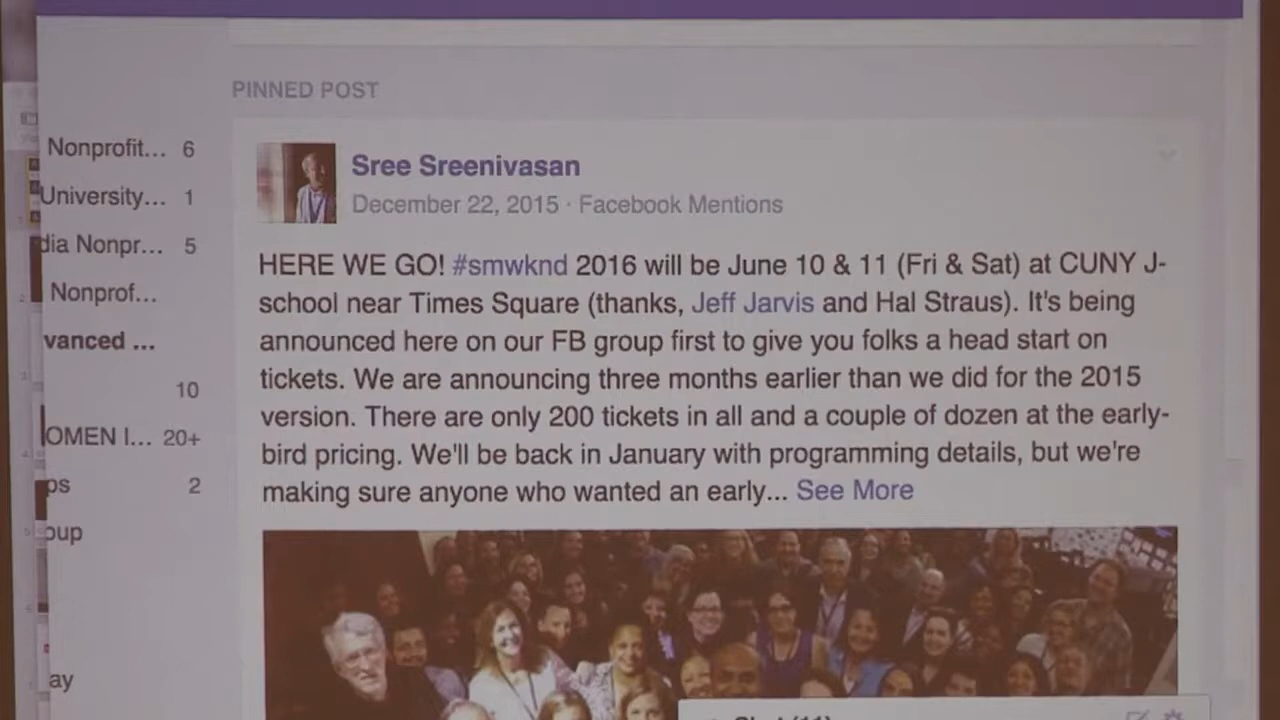 PINNED POST
Nonprofit... 6
University... 1
dia Nonpr... 5
Nonprof...
vanced ...
10
OMEN I... 20+
ps 2
oup
ay
Sree Sreenivasan
December 22, 2015 · Facebook Mentions
HERE WE GO! #smwknd 2016 will be June 10 & 11 (Fri & Sat) at CUNY J-
school near Times Square (thanks, Jeff Jarvis and Hal Straus). It's being
announced here on our FB group first to give you folks a head start on
tickets. We are announcing three months earlier than we did for the 2015
version. There are only 200 tickets in all and a couple of dozen at the early-
bird pricing. We'll be back in January with programming details, but we're
making sure anyone who wanted an early... See More
Chat (11)